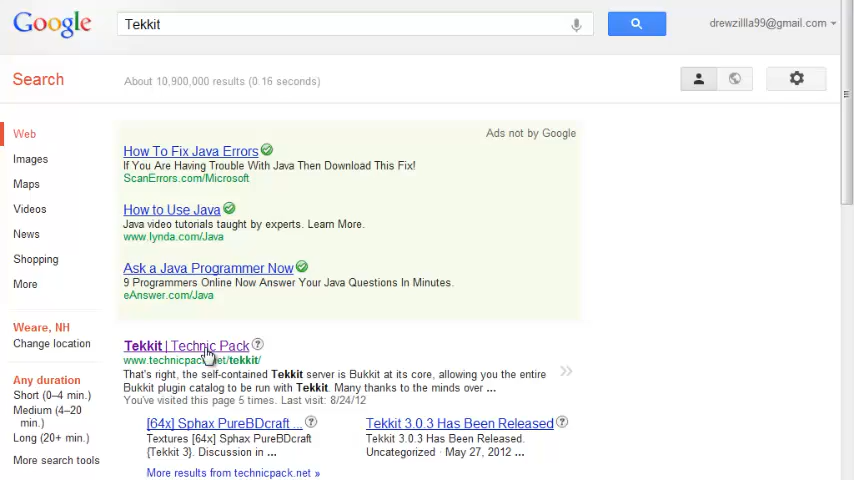 Google
Tekkit
drewzillla99@gmail.com
Search
About 10,900,000 results (0.16 seconds)
Web
Images
Maps
Videos
News
Shopping
More
Weare, NH
Change location
Any duration
Short (0–4 min.)
Medium (4–20
min.)
Long (20+ min.)
More search tools
Ads not by Google
How To Fix Java Errors
If You Are Having Trouble With Java Then Download This Fix!
ScanErrors.com/Microsoft
How to Use Java
Java video tutorials taught by experts. Learn More.
www.lynda.com/Java
Ask a Java Programmer Now
9 Programmers Online Now Answer Your Java Questions In Minutes.
eAnswer.com/Java
Tekkit | Technic Pack
www.technicpack.net/tekkit/
That's right, the self-contained Tekkit server is Bukkit at its core, allowing you the entire
Bukkit plugin catalog to be run with Tekkit. Many thanks to the minds over ...
You've visited this page 5 times. Last visit: 8/24/12
[64x] Sphax PureBDcraft ...
Textures [64x] Sphax PureBDcraft
{Tekkit 3}. Discussion in ...
Tekkit 3.0.3 Has Been Released
Tekkit 3.0.3 Has Been Released.
Uncategorized · May 27, 2012 ...
More results from technicpack.net »